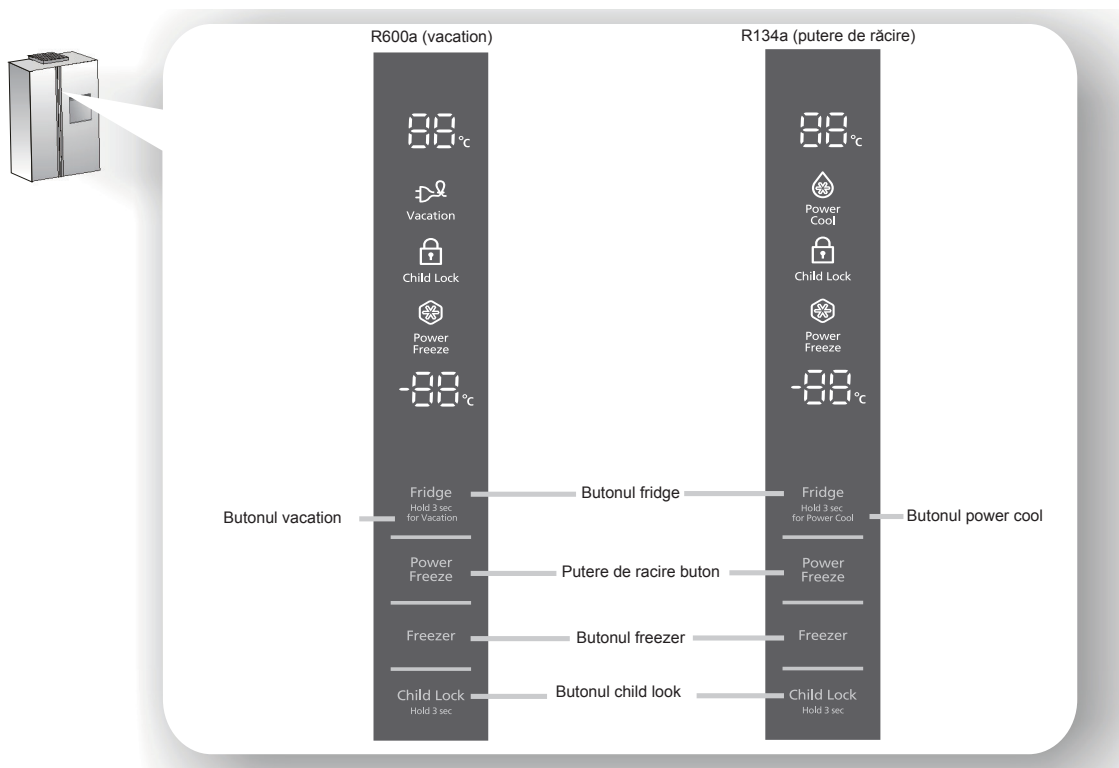 R600a (vacation)
88°C
Vacation
Child Lock
Power
Freeze
-88°C
Fridge
Hold 3 sec
for Vacation
Power
Freeze
Freezer
Child Lock
Hold 3 sec
Butonul vacation
Butonul fridge
Putere de racire buton
Butonul freezer
Butonul child look
R134a (putere de răcire)
88°C
Power
Cool
Child Lock
Power
Freeze
-88°C
Fridge
Hold 3 sec
for Power Cool
Power
Freeze
Freezer
Child Lock
Hold 3 sec
Butonul power cool